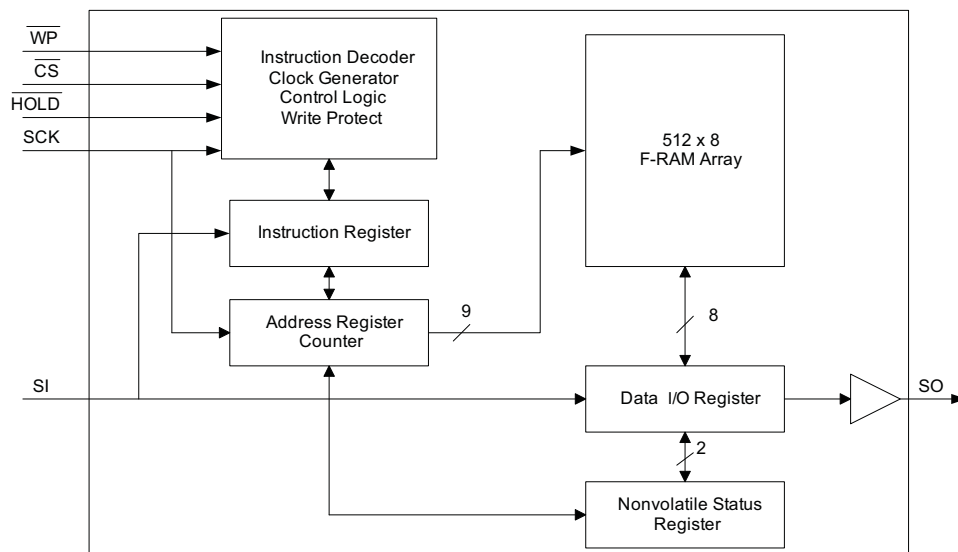 WP
CS
HOLD
SCK
Instruction Decoder
Clock Generator
Control Logic
Write Protect
512 x 8
F-RAM Array
Instruction Register
Address Register
Counter
9
8
SI
Data I/O Register
SO
2
Nonvolatile Status
Register